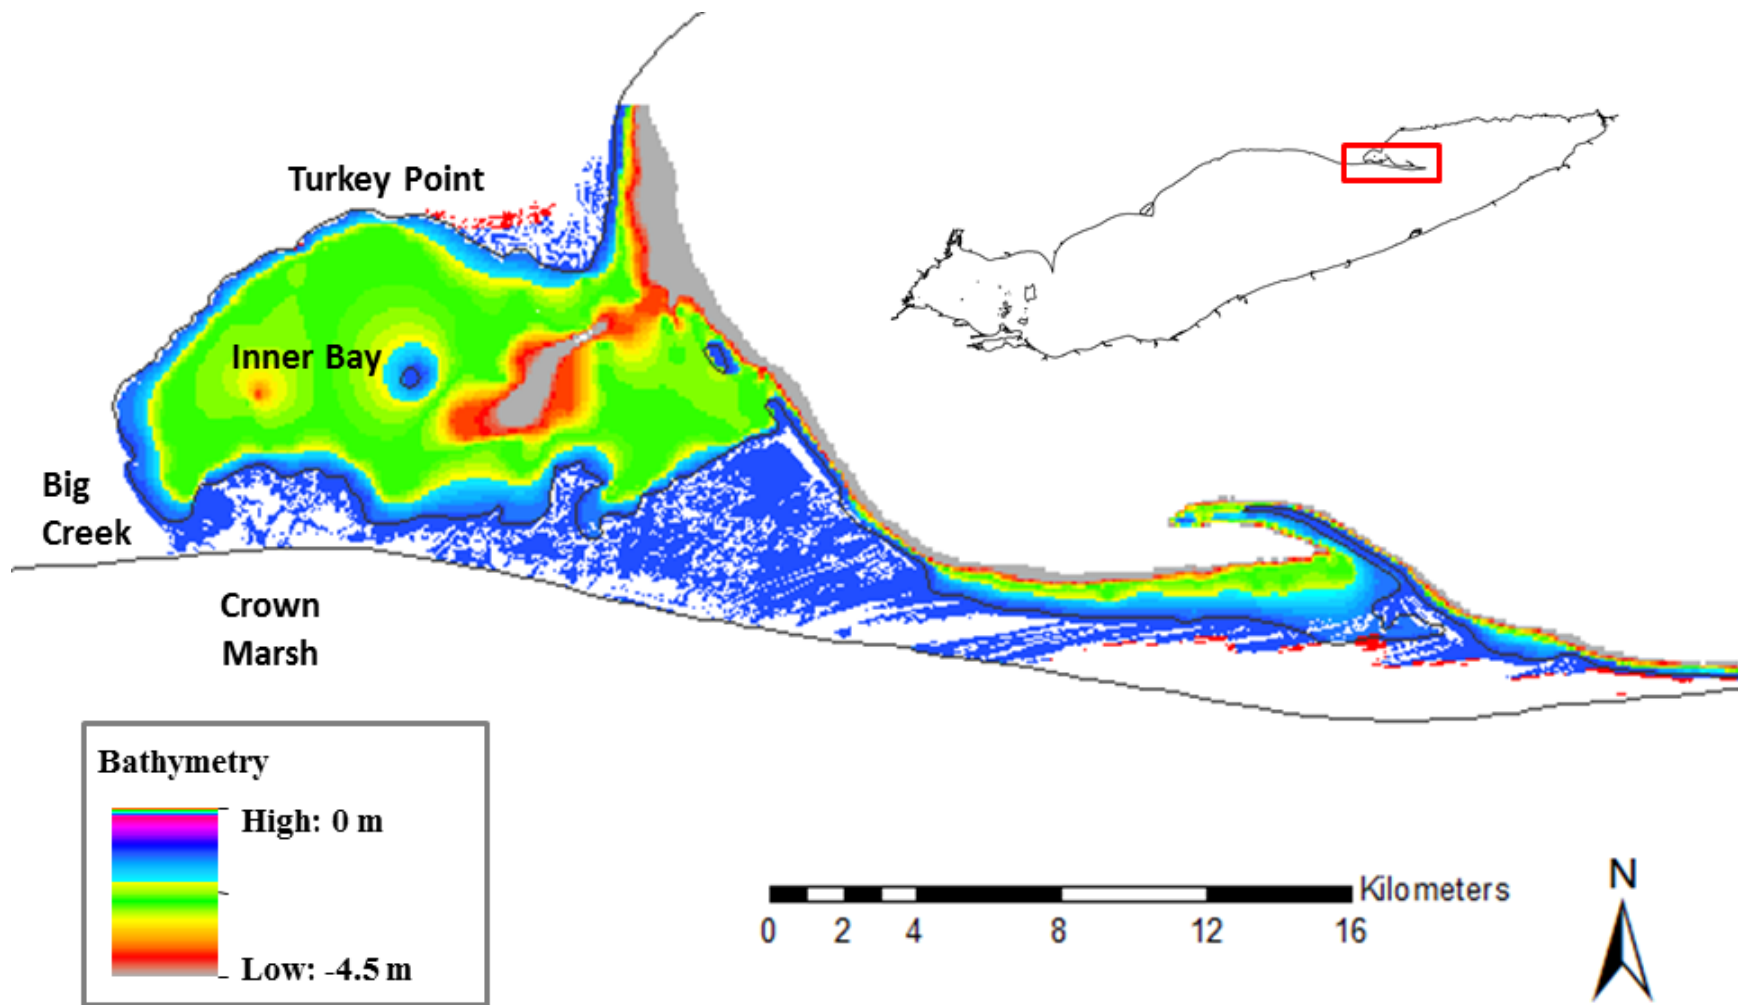 Turkey Point
Inner Bay
Big
Creek
Crown
Marsh
Bathymetry
High: 0 m
Low: -4.5 m
Kilometers
0 2 4 8 12 16
N